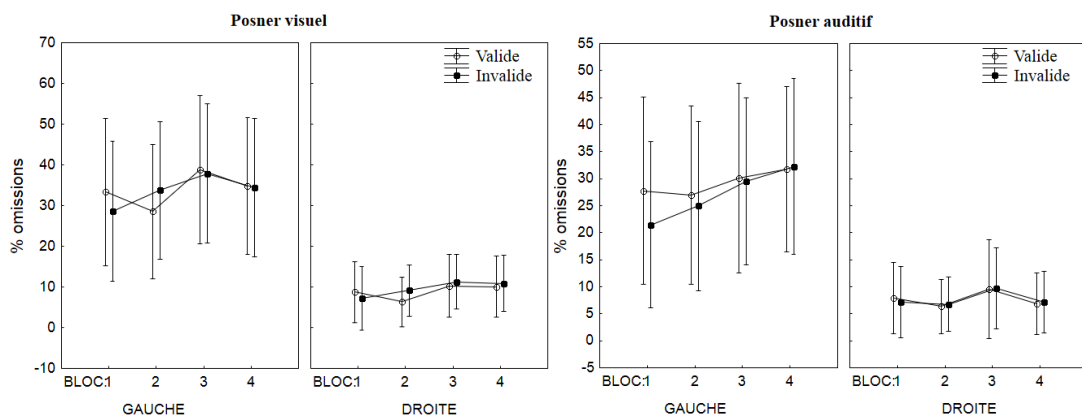 Posner visuel
Posner auditif
70
60
50
40
30
20
10
0
-10
% omissions
BLOC:1
2
3
4
GAUCHE
Valide
Invalide
1
2
3
4
DROITE
55
50
45
40
35
30
25
20
15
10
5
0
-5
% omissions
BLOC:1
2
3
4
GAUCHE
Valide
Invalide
1
2
3
4
DROITE